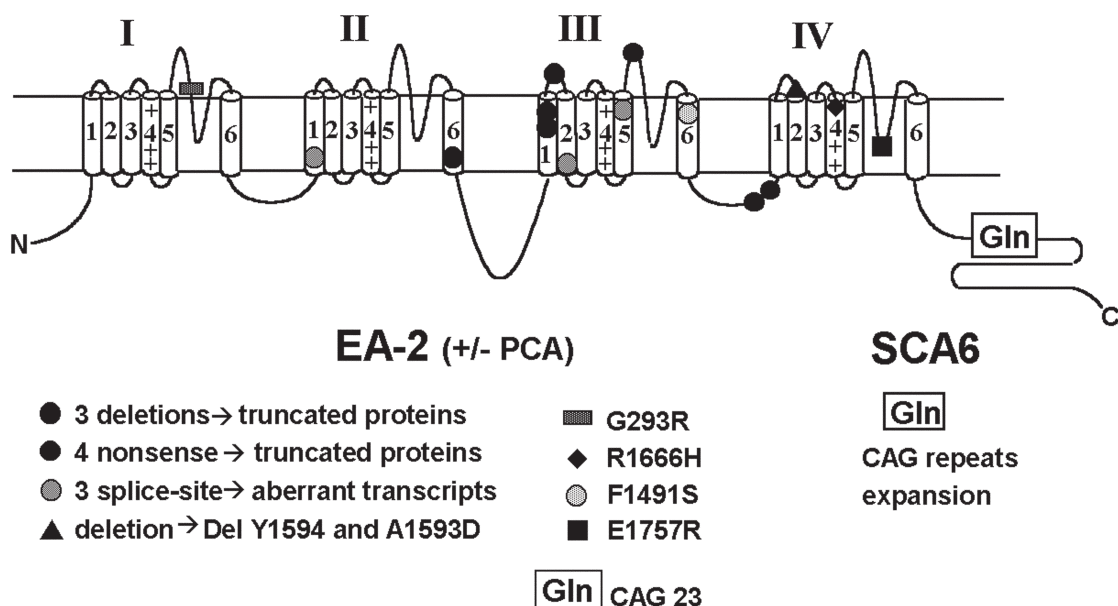 I II III IV
1 2 3 + 4 + + 5 6
1 2 3 + 4 + + 5 6
1 2 3 + 4 + + 5 6
1 2 3 4 + + 5 6
N
Gln
C
EA-2 (+/- PCA)
SCA6
3 deletions → truncated proteins
4 nonsense → truncated proteins
3 splice-site → aberrant transcripts
deletion → Del Y1594 and A1593D
G293R
R1666H
F1491S
E1757R
Gln CAG 23
Gln
CAG repeats
expansion